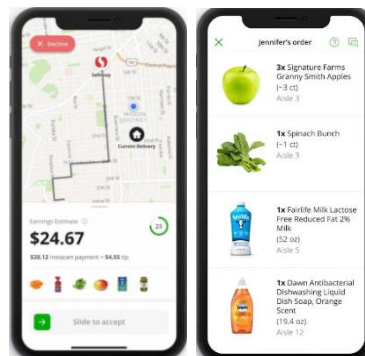 Decline
Safeway
MISSION
DISTRICT
Current Delivery
Earnings Estimate
23
$24.67
$20.12 Instacart payment + $4.55 tip
Slide to accept
Jennifer's order
3x Signature Farms
Granny Smith Apples
(~3 ct)
Aisle 3
1x Spinach Bunch
(~1 ct)
Aisle 3
1x Fairlife Milk Lactose
Free Reduced Fat 2%
Milk
(52 oz)
Aisle 5
1x Dawn Antibacterial
Dishwashing Liquid
Dish Soap, Orange
Scent
(19.4 oz)
Aisle 12